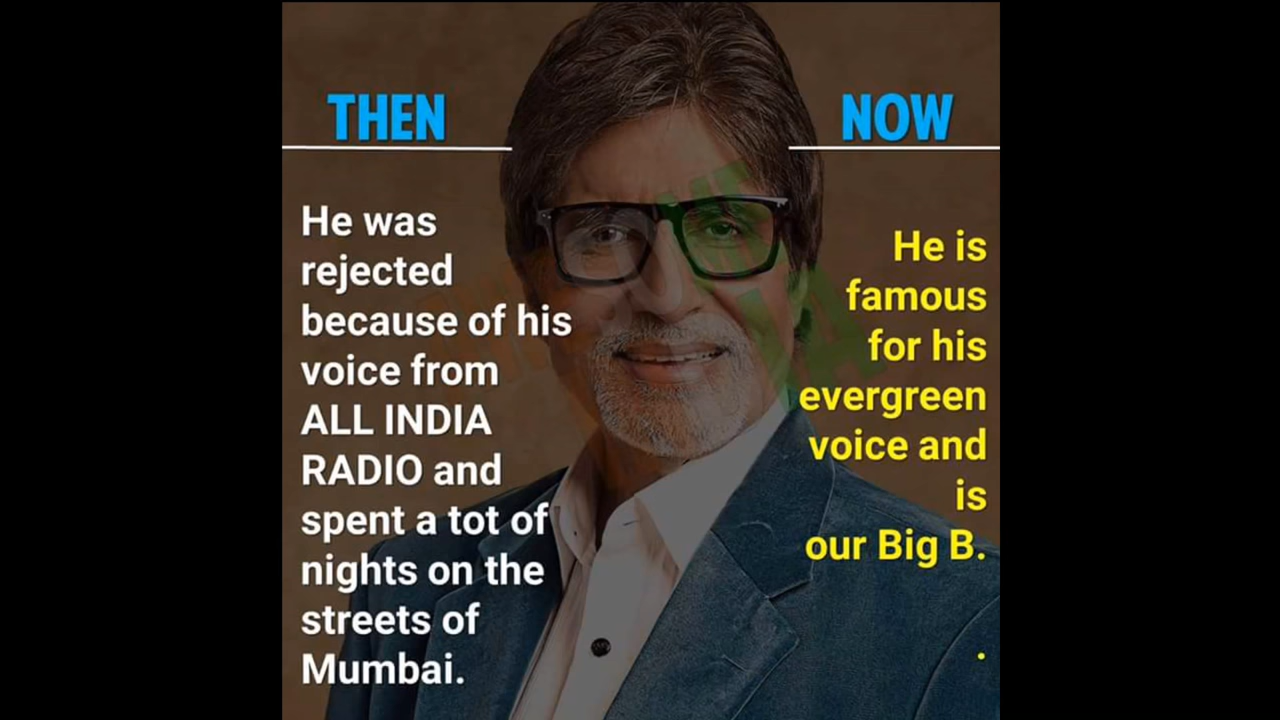 THEN
He was
rejected
because of his
voice from
ALL INDIA
RADIO and
spent a tot of
nights on the
streets of
Mumbai.
NOW
He is
famous
for his
evergreen
voice and
is
our Big B.
.